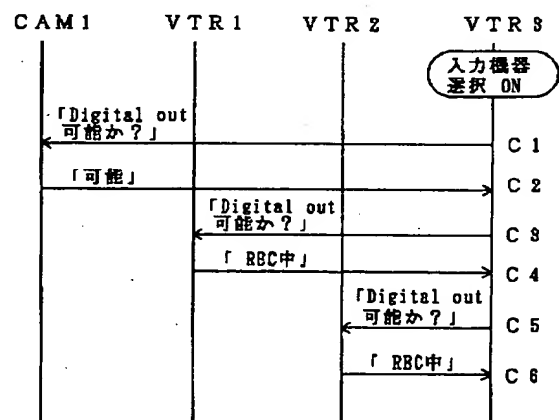 CAM1 VTR1 VTR2 VTR3
入力機器
選択 ON
「Digital out
可能か?」
C1
「可能」
C2
「Digital out
可能か?」
C3
「REC中」
C4
「Digital out
可能か?」
C5
「REC中」
C6